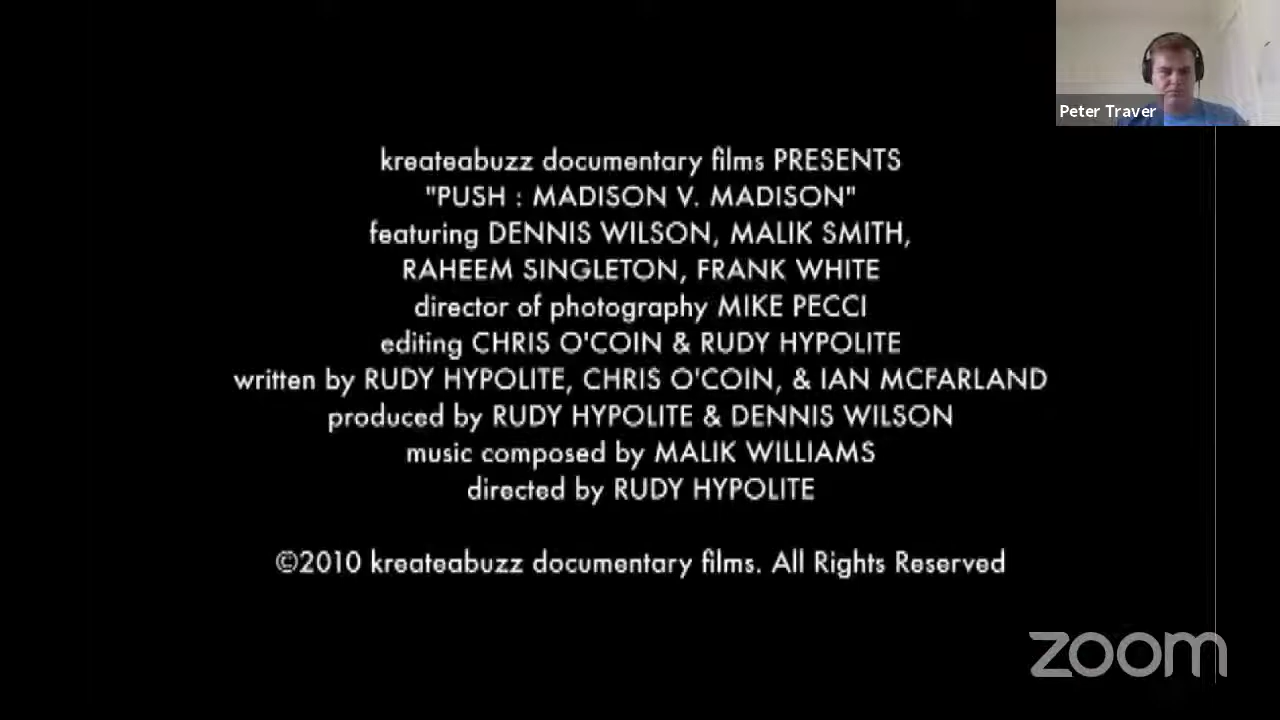 Peter Traver
kreateabuzz documentary films PRESENTS
"PUSH : MADISON V. MADISON"
featuring DENNIS WILSON, MALIK SMITH,
RAHEEM SINGLETON, FRANK WHITE
director of photography MIKE PECCI
editing CHRIS O'COIN & RUDY HYPOLITE
written by RUDY HYPOLITE, CHRIS O'COIN, & IAN MCFARLAND
produced by RUDY HYPOLITE & DENNIS WILSON
music composed by MALIK WILLIAMS
directed by RUDY HYPOLITE
©2010 kreateabuzz documentary films. All Rights Reserved
zoom